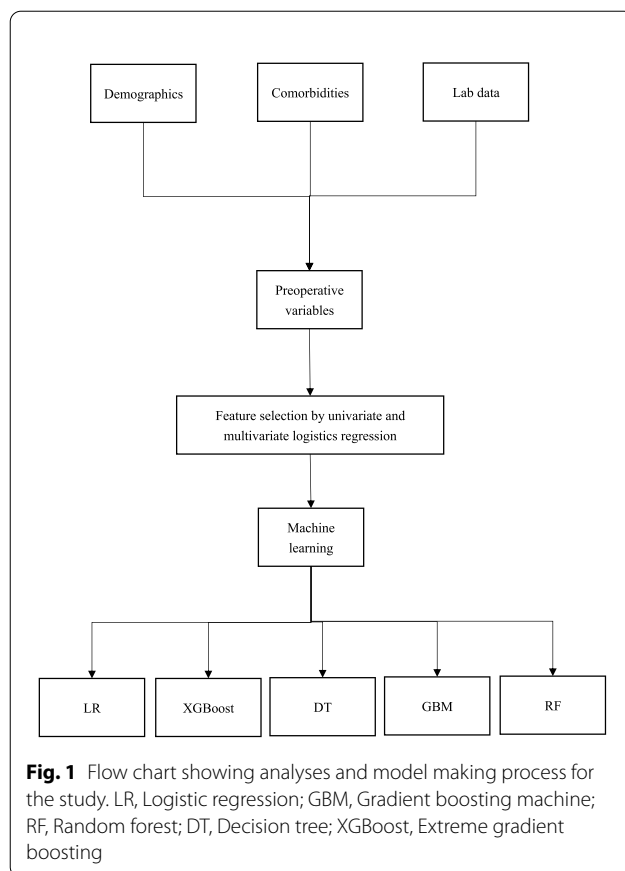 Demographics
Comorbidities
Lab data
Preoperative
variables
Feature selection by univariate and
multivariate logistics regression
Machine
learning
LR
XGBoost
DT
GBM
RF
Fig. 1 Flow chart showing analyses and model making process for
the study. LR, Logistic regression; GBM, Gradient boosting machine;
RF, Random forest; DT, Decision tree; XGBoost, Extreme gradient
boosting